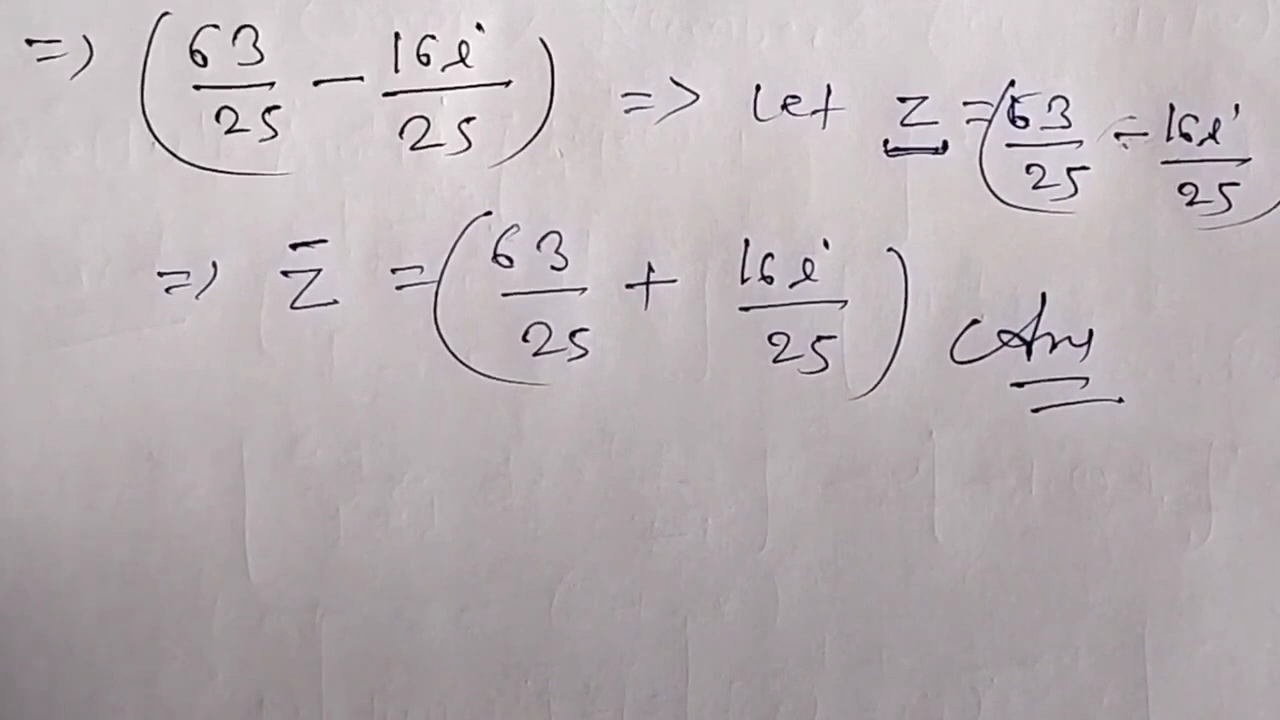 => (63/25 - 16i/25) => Let z = (63/25 - 16i/25)
=> z̄ = (63/25 + 16i/25) Ans